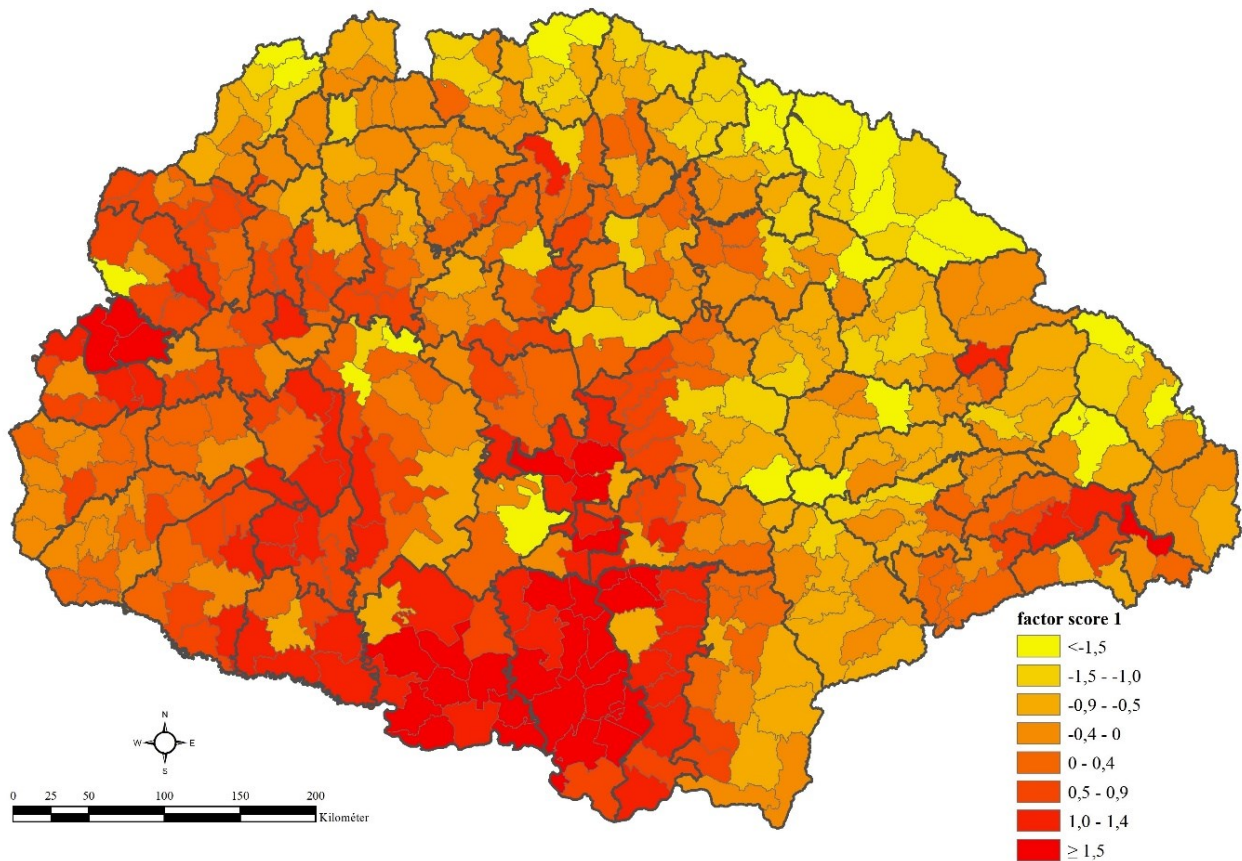 factor score 1
<-1,5
-1,5 - -1,0
-0,9 - -0,5
-0,4 - 0
0 - 0,4
0,5 - 0,9
1,0 - 1,4
≥ 1,5
N
W E
S
0 25 50 100 150 200
Kilométer